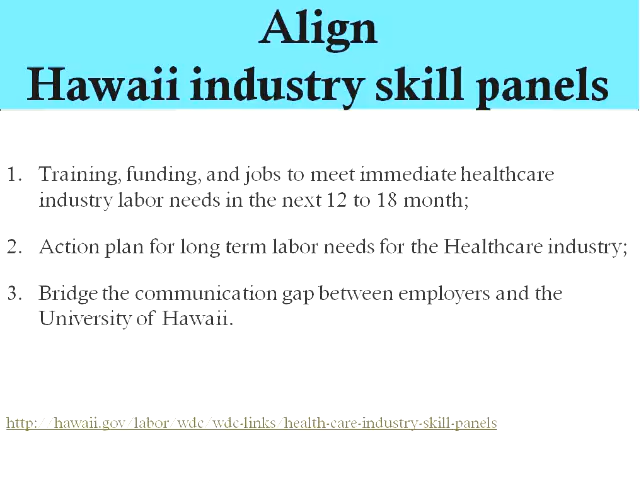 Align
Hawaii industry skill panels
1. Training, funding, and jobs to meet immediate healthcare
industry labor needs in the next 12 to 18 month;
2. Action plan for long term labor needs for the Healthcare industry;
3. Bridge the communication gap between employers and the
University of Hawaii.
http://hawaii.gov/labor/wdc/wdc-links/health-care-industry-skill-panels